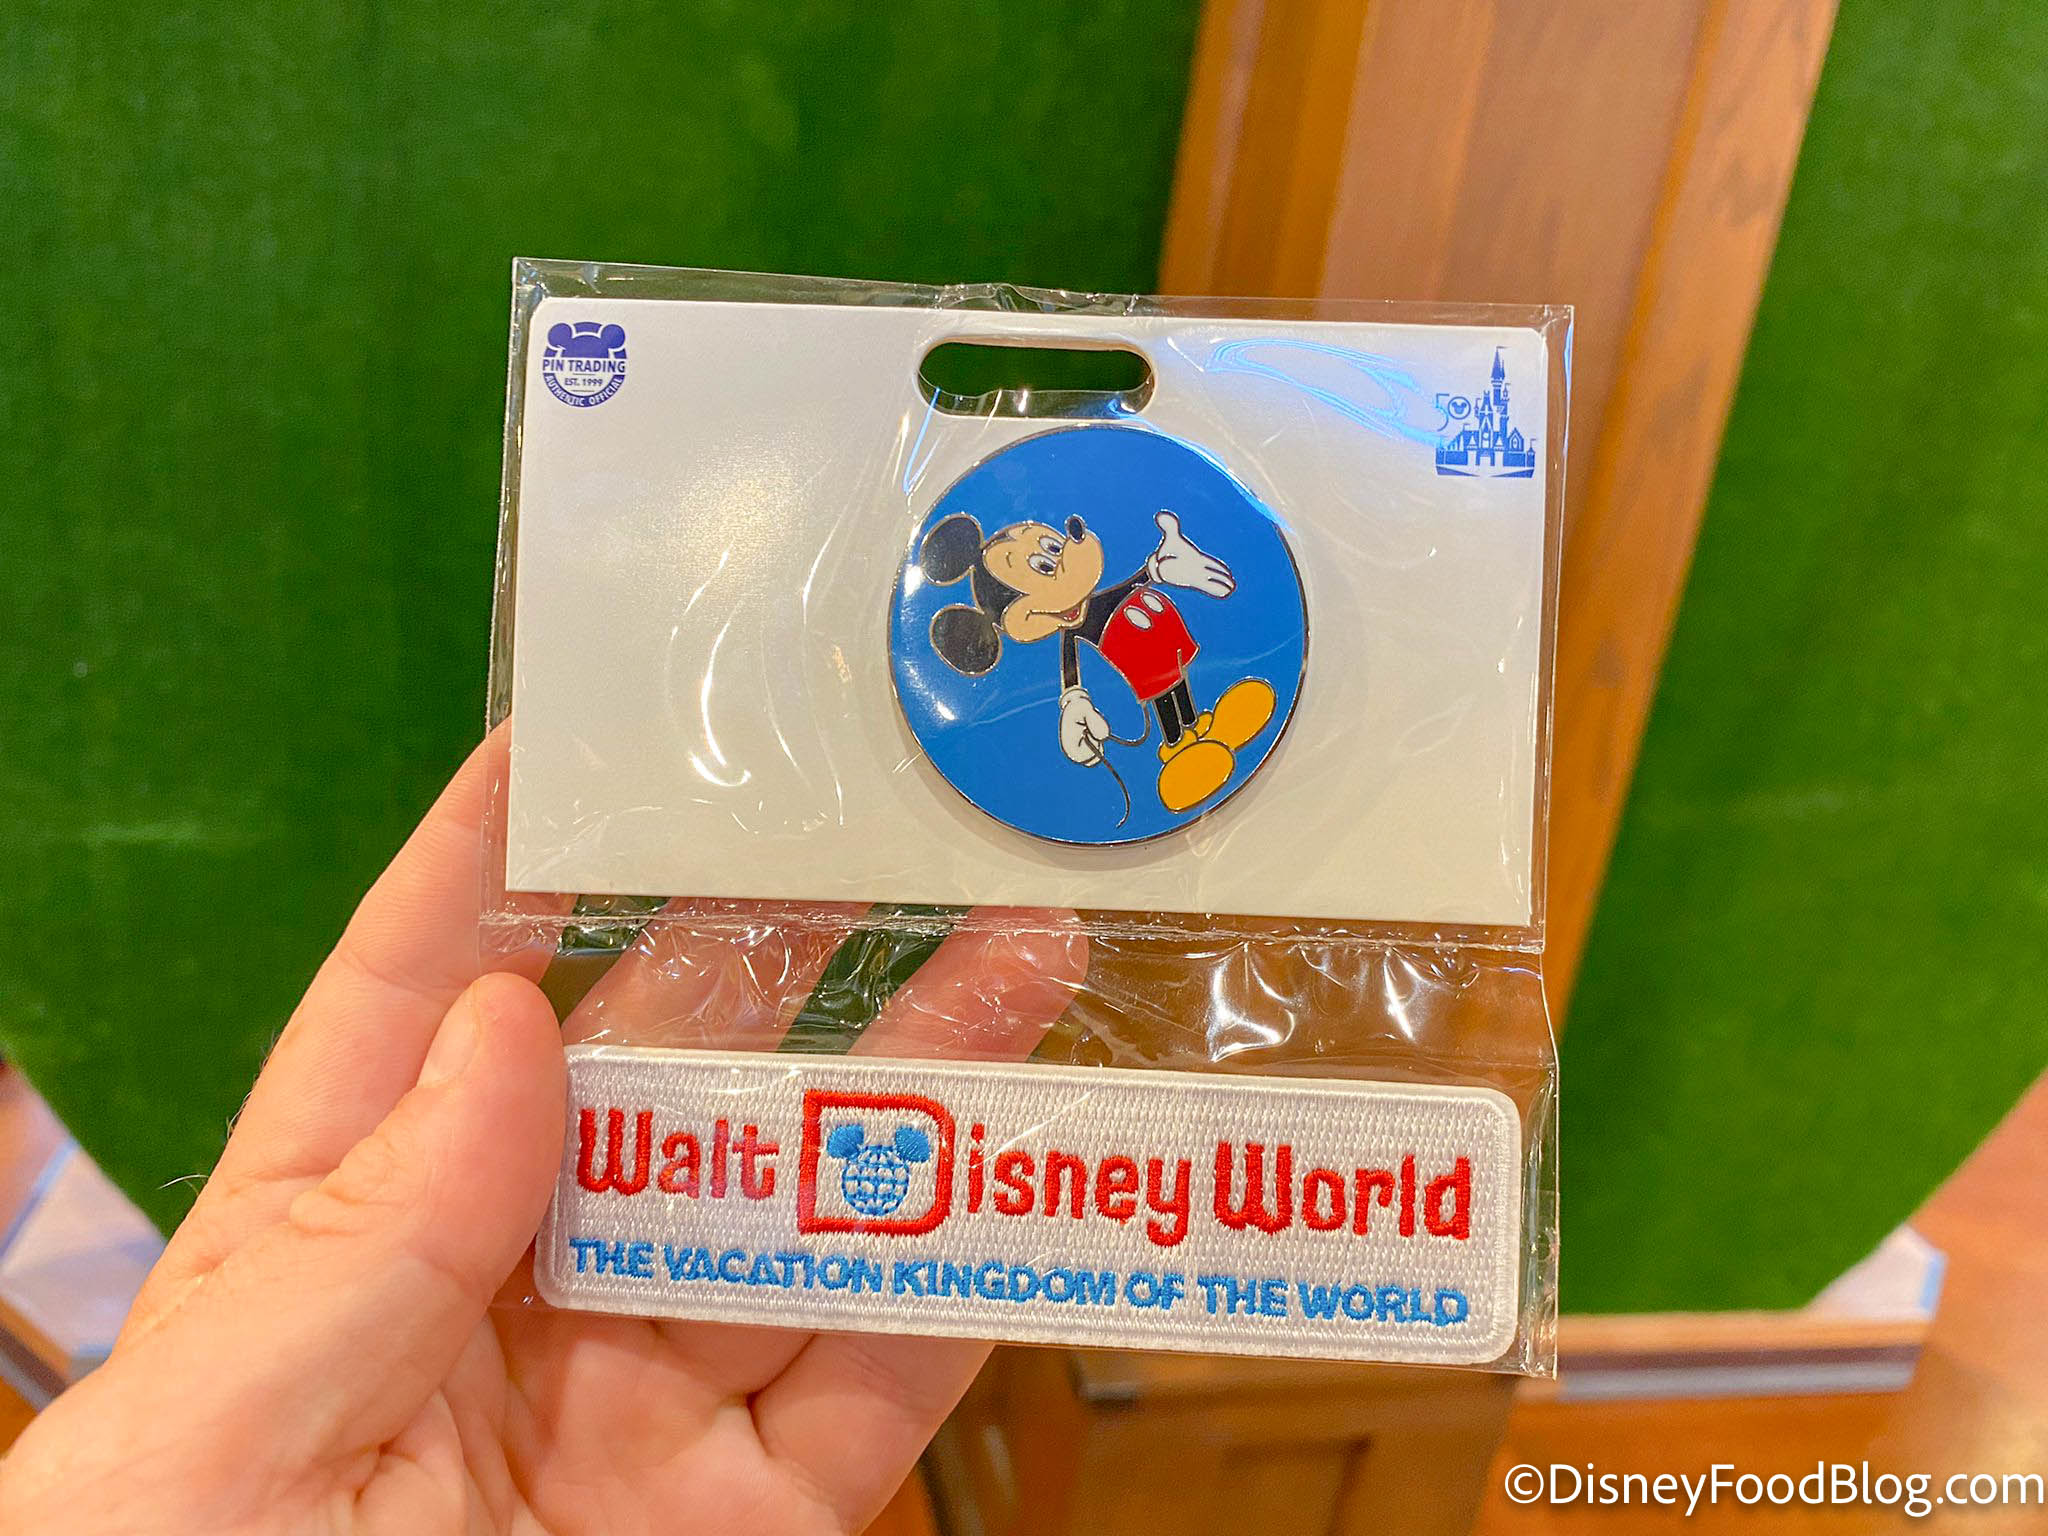 PIN TRADING
EST. 1999
AUTHENTIC OFFICIAL
50
Walt Disney World
THE VACATION KINGDOM OF THE WORLD
©DisneyFoodBlog.com